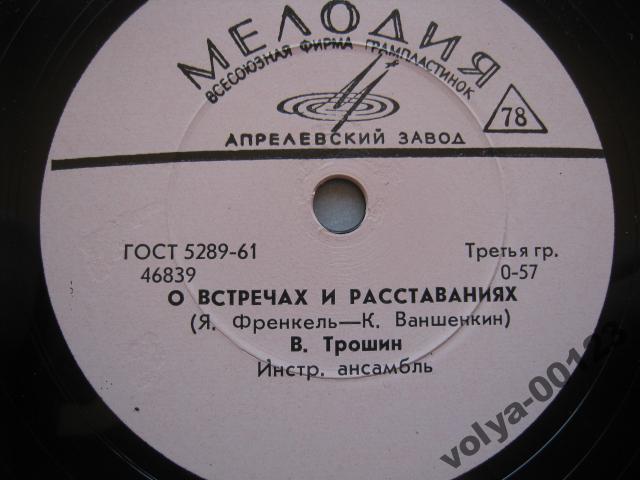 МЕЛОДИЯ
ВСЕСОЮЗНАЯ ФИРМА ГРАМПЛАСТИНОК
78
АПРЕЛЕВСКИЙ ЗАВОД
ГОСТ 5289-61
Третья гр.
46839
0-57
О ВСТРЕЧАХ И РАССТАВАНИЯХ
(Я. Френкель—К. Ваншенкин)
В. Трошин
Инстр. ансамбль
volya-00123